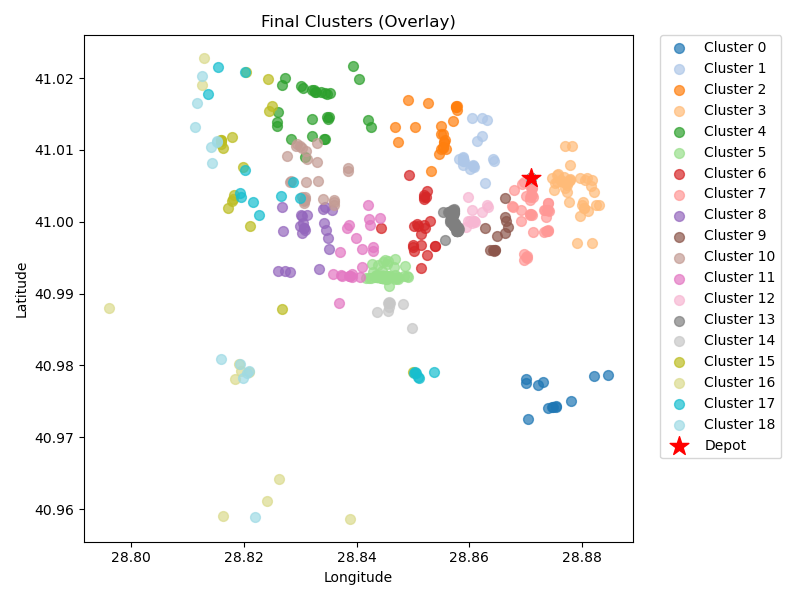 Final Clusters (Overlay)
41.02
41.01
41.00
40.99
40.98
40.97
40.96
Latitude
28.80 28.82 28.84 28.86 28.88
Longitude
Cluster 0
Cluster 1
Cluster 2
Cluster 3
Cluster 4
Cluster 5
Cluster 6
Cluster 7
Cluster 8
Cluster 9
Cluster 10
Cluster 11
Cluster 12
Cluster 13
Cluster 14
Cluster 15
Cluster 16
Cluster 17
Cluster 18
Depot